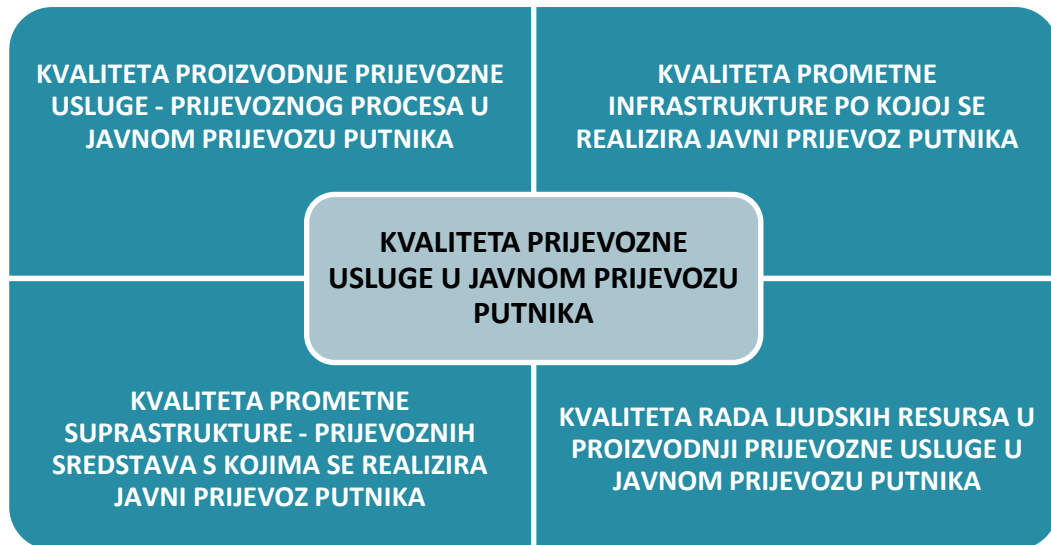 KVALITETA PROIZVODNJE PRIJEVOZNE
USLUGE - PRIJEVOZNOG PROCESA U
JAVNOM PRIJEVOZU PUTNIKA
KVALITETA PROMETNE
INFRASTRUKTURE PO KOJOJ SE
REALIZIRA JAVNI PRIJEVOZ PUTNIKA
KVALITETA PRIJEVOZNE
USLUGE U JAVNOM PRIJEVOZU
PUTNIKA
KVALITETA PROMETNE
SUPRASTRUKTURE - PRIJEVOZNIH
SREDSTAVA S KOJIMA SE REALIZIRA
JAVNI PRIJEVOZ PUTNIKA
KVALITETA RADA LJUDSKIH RESURSA U
PROIZVODNJI PRIJEVOZNE USLUGE U
JAVNOM PRIJEVOZU PUTNIKA